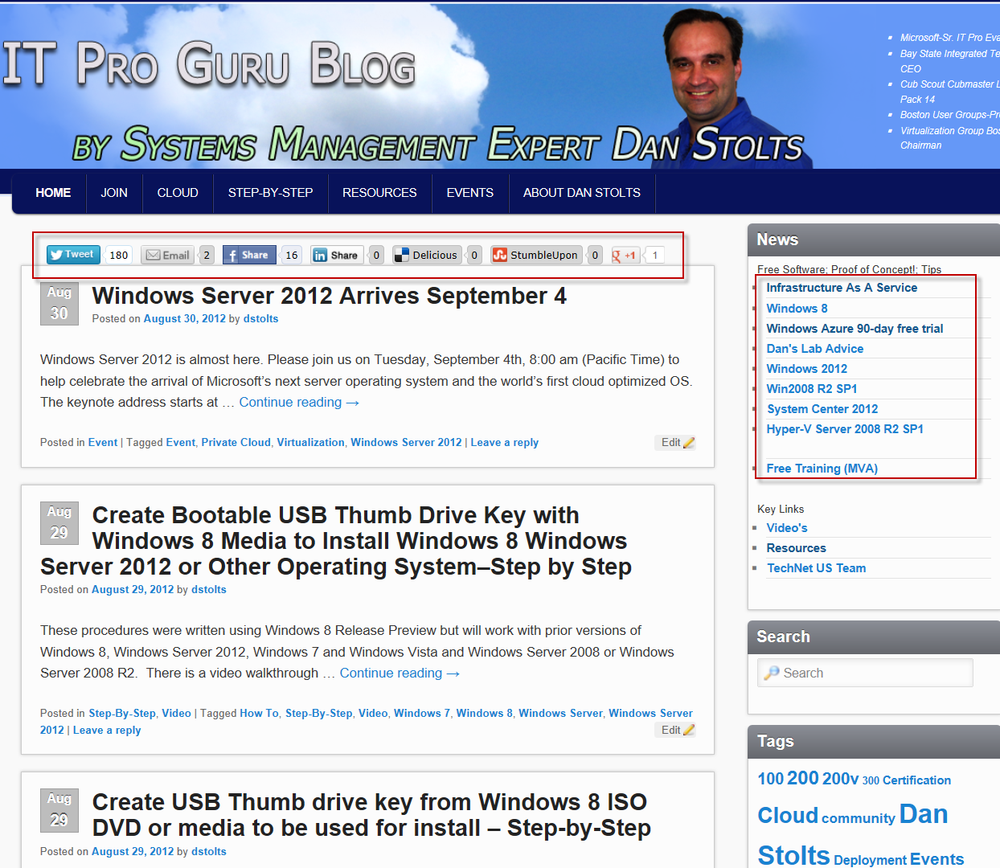 IT Pro Guru Blog
by Systems Management Expert Dan Stolts
Microsoft-Sr. IT Pro
Bay State Integrated
CEO
Cub Scout Cubmaster
Pack 14
Boston User Groups
Virtualization Group
Chairman
HOME JOIN CLOUD STEP-BY-STEP RESOURCES EVENTS ABOUT DAN STOLTS
Tweet 180 Email 2 Share 16 Share 0 Delicious 0 StumbleUpon 0 +1 1
Aug
30
Windows Server 2012 Arrives September 4
Posted on August 30, 2012 by dstolts
Windows Server 2012 is almost here. Please join us on Tuesday, September 4th, 8:00 am (Pacific Time) to
help celebrate the arrival of Microsoft’s next server operating system and the world’s first cloud optimized OS.
The keynote address starts at … Continue reading →
Posted in Event | Tagged Event, Private Cloud, Virtualization, Windows Server 2012 | Leave a reply
Edit
Aug
29
Create Bootable USB Thumb Drive Key with
Windows 8 Media to Install Windows 8 Windows
Server 2012 or Other Operating System–Step by Step
Posted on August 29, 2012 by dstolts
These procedures were written using Windows 8 Release Preview but will work with prior versions of
Windows 8, Windows Server 2012, Windows 7 and Windows Vista and Windows Server 2008 or Windows
Server 2008 R2.  There is a video walkthrough … Continue reading →
Posted in Step-By-Step, Video | Tagged How To, Step-By-Step, Video, Windows 7, Windows 8, Windows Server, Windows Server
2012 | Leave a reply
Edit
Aug
29
Create USB Thumb drive key from Windows 8 ISO
DVD or media to be used for install – Step-by-Step
Posted on August 29, 2012 by dstolts
News
Free Software; Proof of Concept!; Tips
Infrastructure As A Service
Windows 8
Windows Azure 90-day free trial
Dan's Lab Advice
Windows 2012
Win2008 R2 SP1
System Center 2012
Hyper-V Server 2008 R2 SP1
Free Training (MVA)
Key Links
Video's
Resources
TechNet US Team
Search
Search
Tags
100 200 200v 300 Certification
Cloud community Dan
Stolts Deployment Events